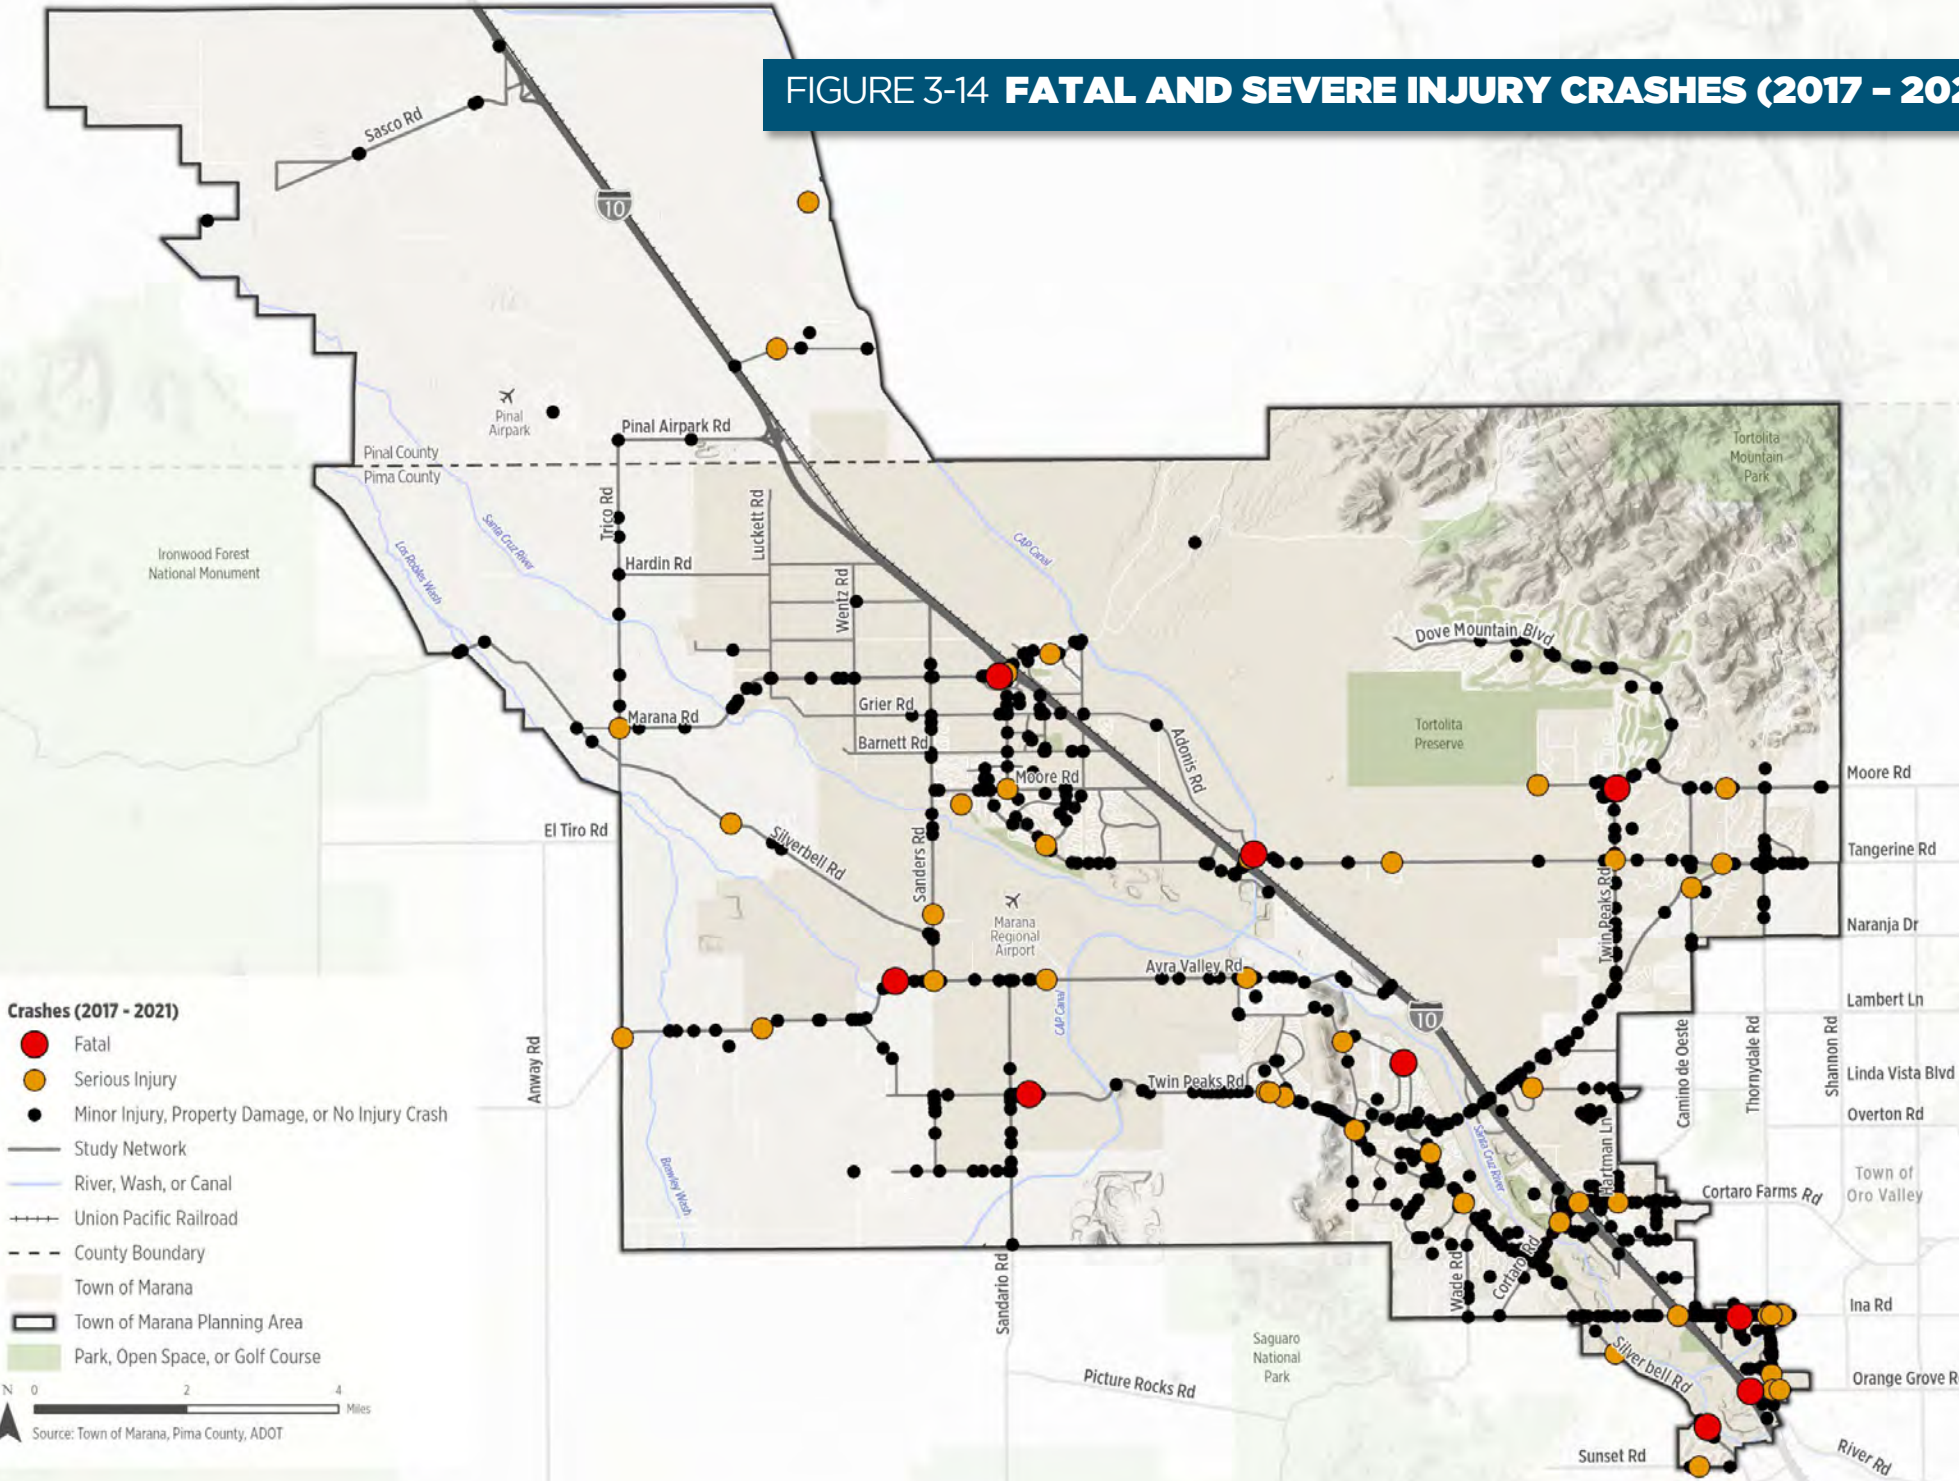 FIGURE 3-14 FATAL AND SEVERE INJURY CRASHES (2017 – 202
Sasco Rd
10
Pinal
Airpark
Pinal Airpark Rd
Pinal County
Pima County
Tortolita
Mountain
Park
Trico Rd
Luckett Rd
Santa Cruz River
Los Robles Wash
CAP Canal
Ironwood Forest
National Monument
Hardin Rd
Wentz Rd
Dove Mountain Blvd
Marana Rd
Grier Rd
Barnett Rd
Adonis Rd
Tortolita
Preserve
Moore Rd
Moore Rd
El Tiro Rd
Silverbell Rd
Sanders Rd
Tangerine Rd
Twin Peaks Rd
Marana
Regional
Airport
Naranja Dr
Avra Valley Rd
CAP Canal
Lambert Ln
10
Anway Rd
Camino de Oeste
Thornydale Rd
Shannon Rd
Twin Peaks Rd
Linda Vista Blvd
Overton Rd
Hartman Ln
Santa Cruz River
Brawley Wash
Town of
Oro Valley
Cortaro Farms Rd
Wade Rd
Cortaro Rd
Sandario Rd
Ina Rd
Saguaro
National
Park
Silverbell Rd
Picture Rocks Rd
Orange Grove R
Sunset Rd
River Rd
Crashes (2017 - 2021)
Fatal
Serious Injury
Minor Injury, Property Damage, or No Injury Crash
Study Network
River, Wash, or Canal
Union Pacific Railroad
County Boundary
Town of Marana
Town of Marana Planning Area
Park, Open Space, or Golf Course
N 0 2 4
Miles
Source: Town of Marana, Pima County, ADOT